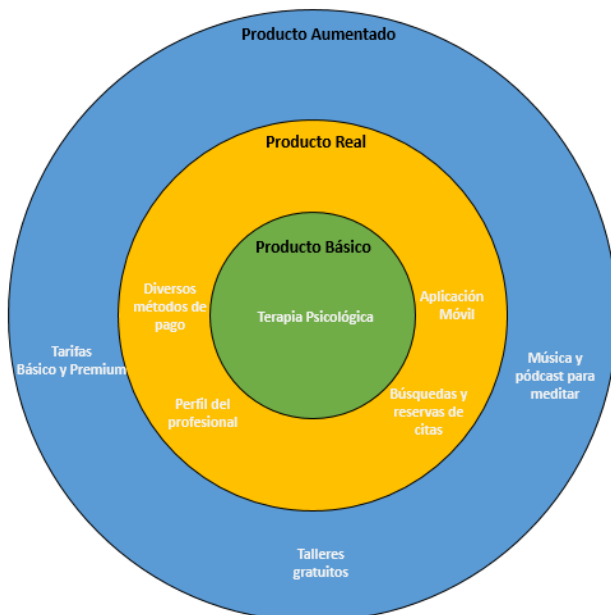 Producto Aumentado
Producto Real
Producto Básico
Terapia Psicológica
Diversos
métodos de
pago
Aplicación
Móvil
Perfil del
profesional
Búsquedas y
reservas de
citas
Tarifas
Básico y Premium
Música y
pódcast para
meditar
Talleres
gratuitos